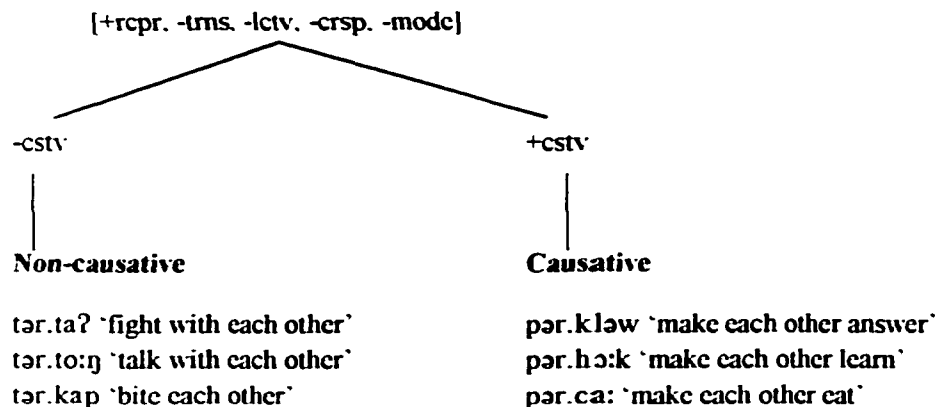 [+rcpr. -trns. -lctv. -crsp. -mode]
-cstv +cstv
Non-causative Causative
tər.taʔ ‘fight with each other’ pər.kləw ‘make each other answer’
tər.to:ŋ ‘talk with each other’ pər.hɔ:k ‘make each other learn’
tər.kap ‘bite each other’ pər.ca: ‘make each other eat’